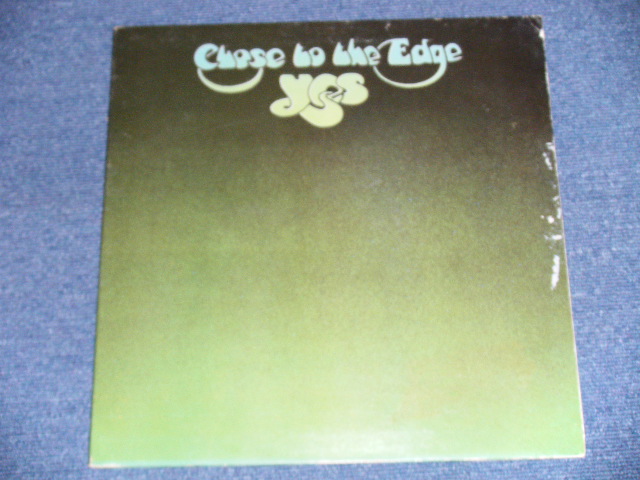 Close to the Edge
yes